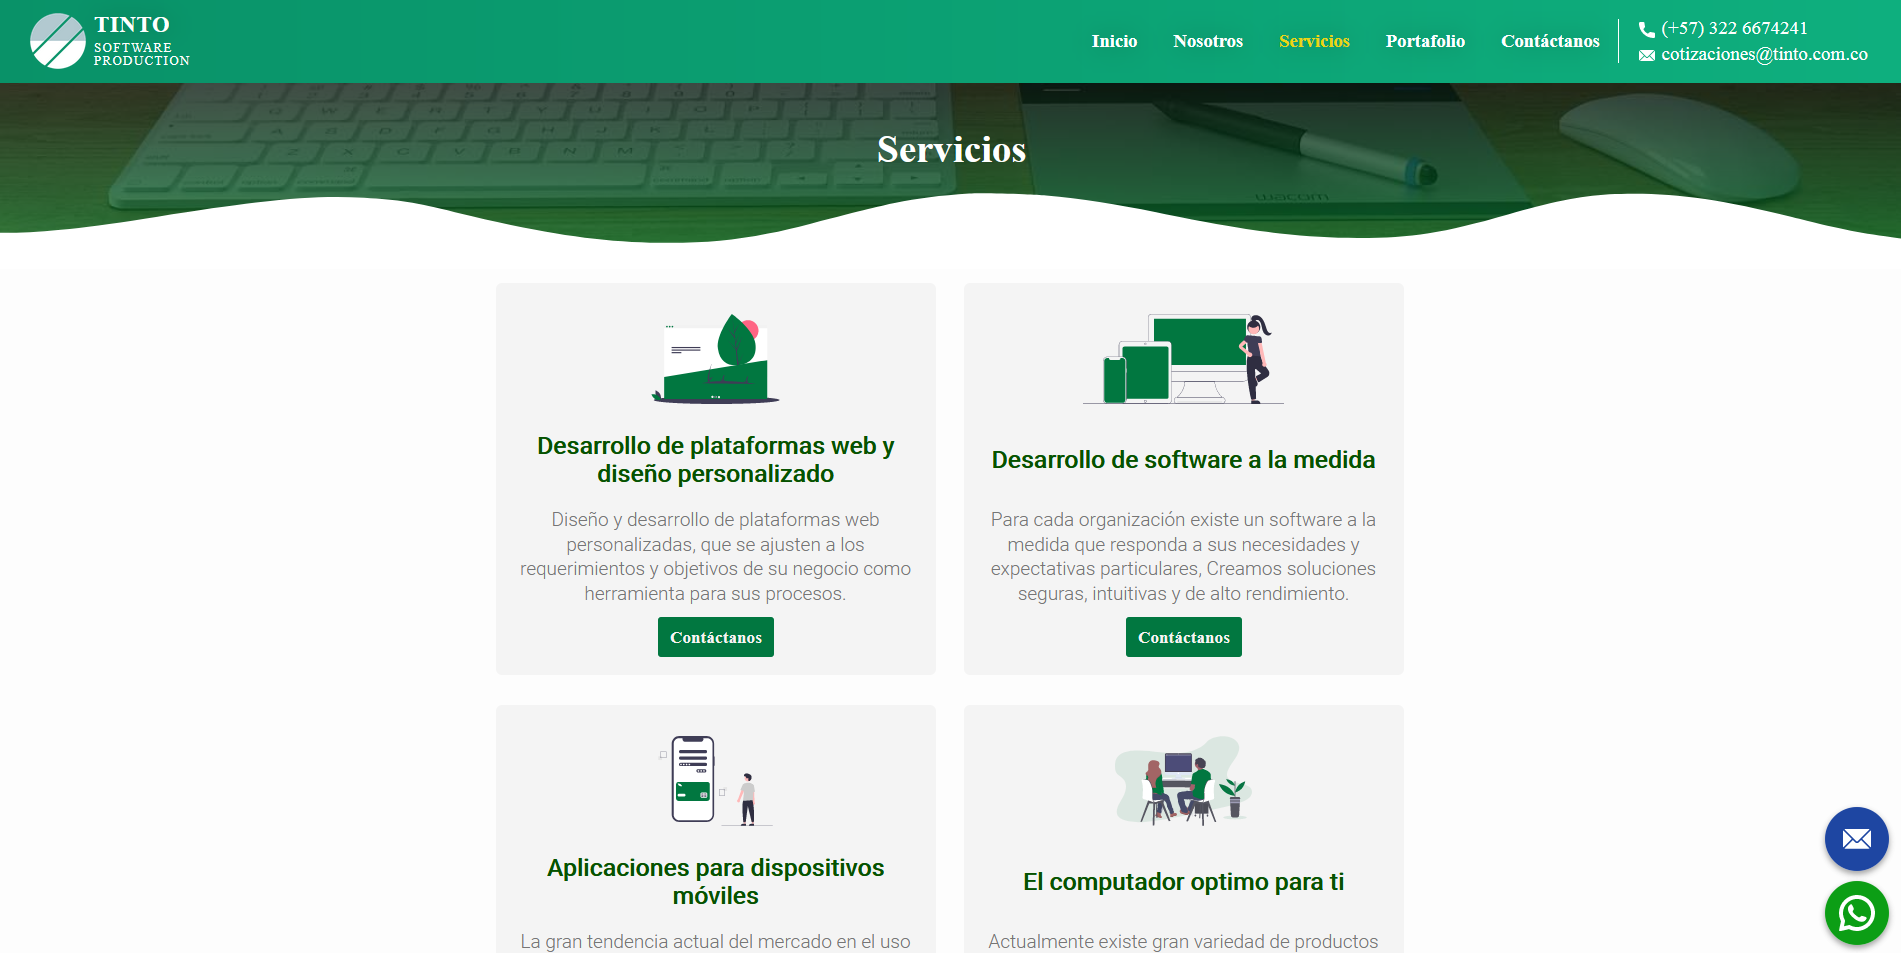 TINTO
SOFTWARE
PRODUCTION
Inicio
Nosotros
Servicios
Portafolio
Contáctanos
(+57) 322 6674241
cotizaciones@tinto.com.co
Servicios
wacom
Desarrollo de plataformas web y
diseño personalizado
Diseño y desarrollo de plataformas web
personalizadas, que se ajusten a los
requerimientos y objetivos de su negocio como
herramienta para sus procesos.
Contáctanos
Desarrollo de software a la medida
Para cada organización existe un software a la
medida que responda a sus necesidades y
expectativas particulares, Creamos soluciones
seguras, intuitivas y de alto rendimiento.
Contáctanos
Aplicaciones para dispositivos
móviles
La gran tendencia actual del mercado en el uso
El computador optimo para ti
Actualmente existe gran variedad de productos